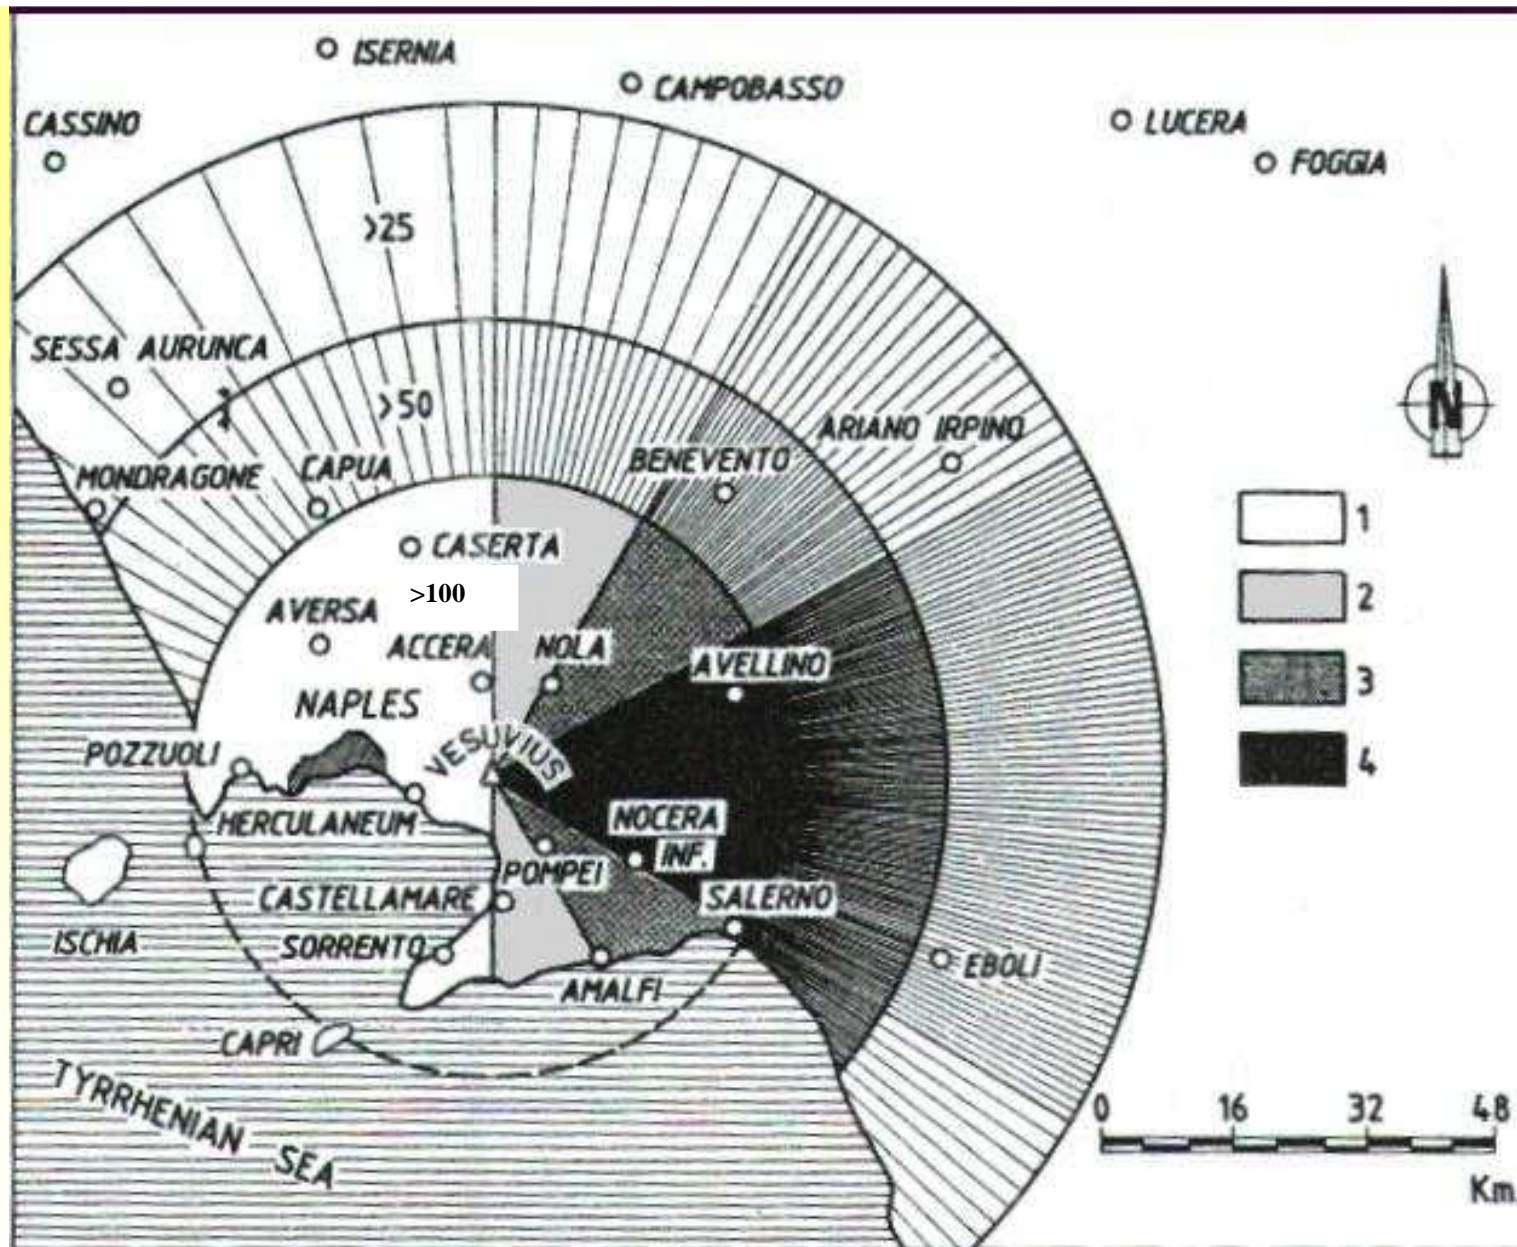 ISERNIA
CAMPOBASSO
CASSINO
LUCERA
FOGGIA
>25
SESSA AURUNCA
>50
ARIANO IRPINO
BENEVENTO
MONDRAGONE
CAPUA
N
1
CASERTA
>100
2
AVERSA
ACCERA
NOLA
AVELLINO
3
NAPLES
POZZUOLI
VESUVIUS
4
HERCULANEUM
NOCERA
INF.
POMPEI
CASTELLAMARE
SALERNO
ISCHIA
SORRENTO
EBOLI
AMALFI
CAPRI
TYRRHENIAN SEA
0 16 32 48
Km